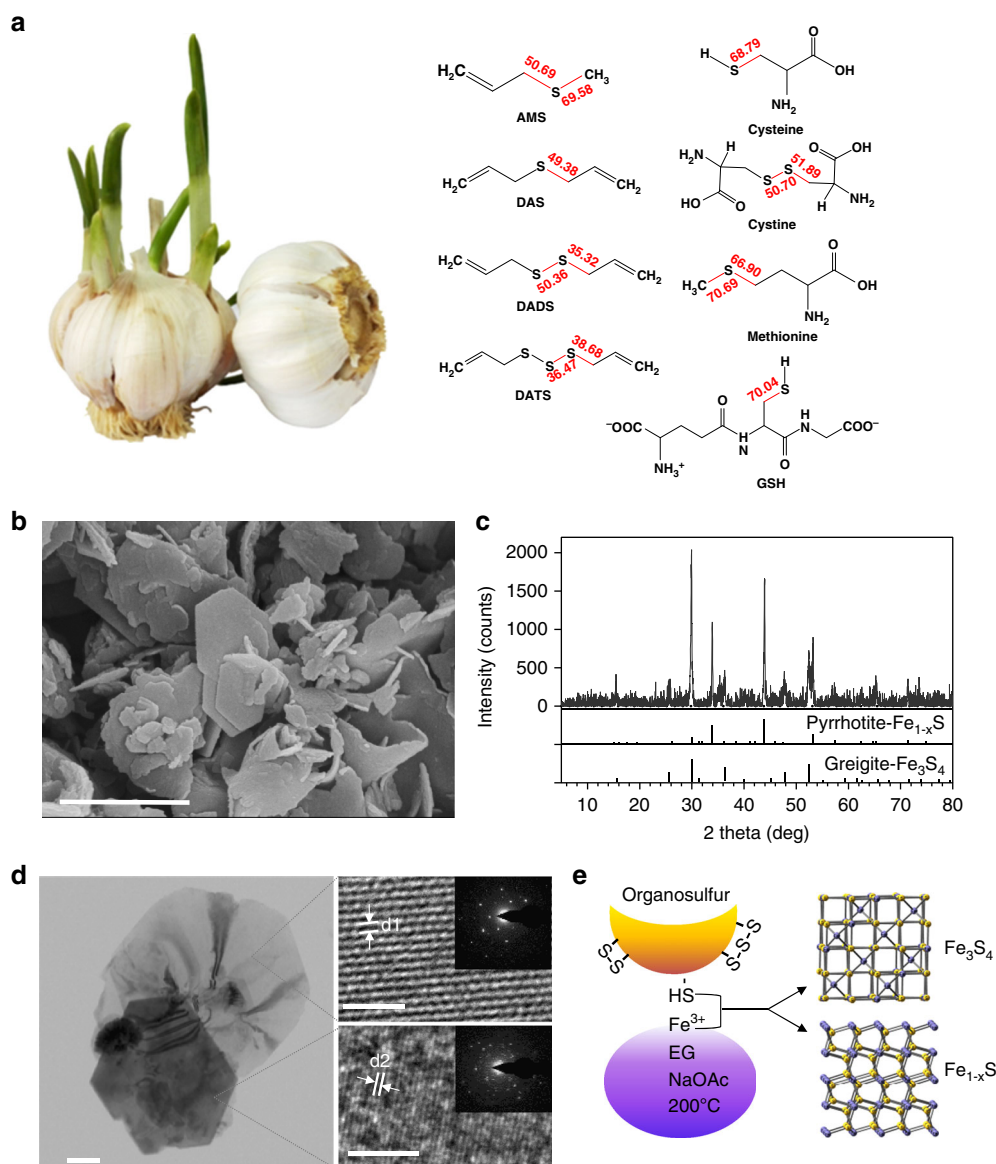 a
H₂C
50.69
S
69.58
CH₃
AMS
H₂C
S
49.38
CH₂
DAS
H₂C
S
S
50.36
35.32
CH₂
DADS
H₂C
S
S
S
36.47
38.68
CH₂
DATS
H
S
68.79
O
OH
NH₂
Cysteine
H₂N
H
HO
O
S
S
50.70
51.89
O
OH
H
NH₂
Cystine
H₃C
S
66.90
70.69
O
OH
NH₂
Methionine
H
S
70.04
⁻OOC
NH₃⁺
O
H
N
O
H
N
COO⁻
GSH
b
c
Intensity (counts)
2000
1500
1000
500
0
Pyrrhotite-Fe₁₋ₓS
Greigite-Fe₃S₄
10 20 30 40 50 60 70 80
2 theta (deg)
d
d1
d2
e
Organosulfur
S-S
S-S-S
HS
Fe³⁺
EG
NaOAc
200°C
Fe₃S₄
Fe₁₋ₓS